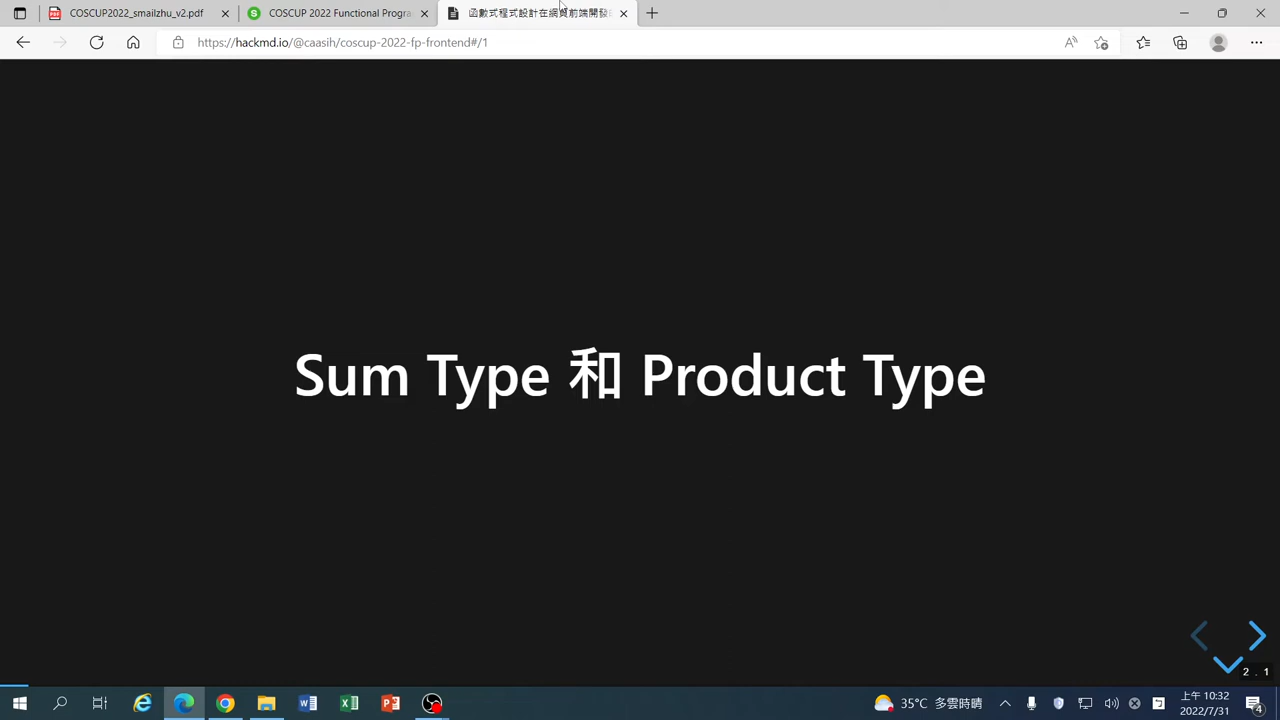 COSCUP2022_smailzhu_v2.pdf
COSCUP 2022 Functional Progra
函數式程式設計在網頁前端開發
https://hackmd.io/@caasih/coscup-2022-fp-frontend#/1
Sum Type 和 Product Type
2 . 1
35°C 多雲時晴
上午 10:32
2022/7/31
4